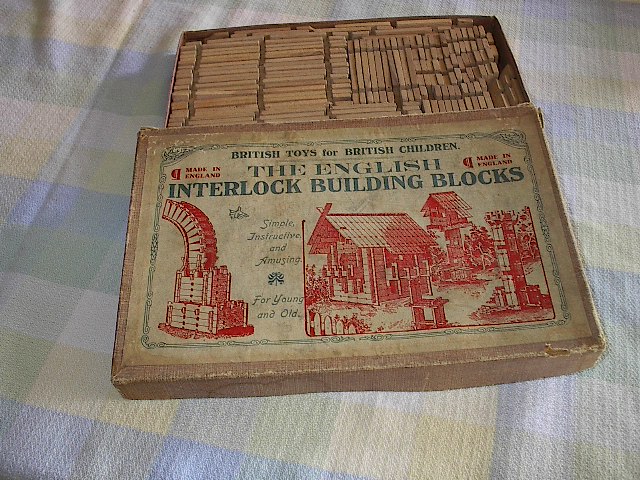 BRITISH TOYS for BRITISH CHILDREN.
MADE IN ENGLAND
THE ENGLISH
MADE IN ENGLAND
INTERLOCK BUILDING BLOCKS
Simple,
Instructive,
and
Amusing.
For Young
and Old.